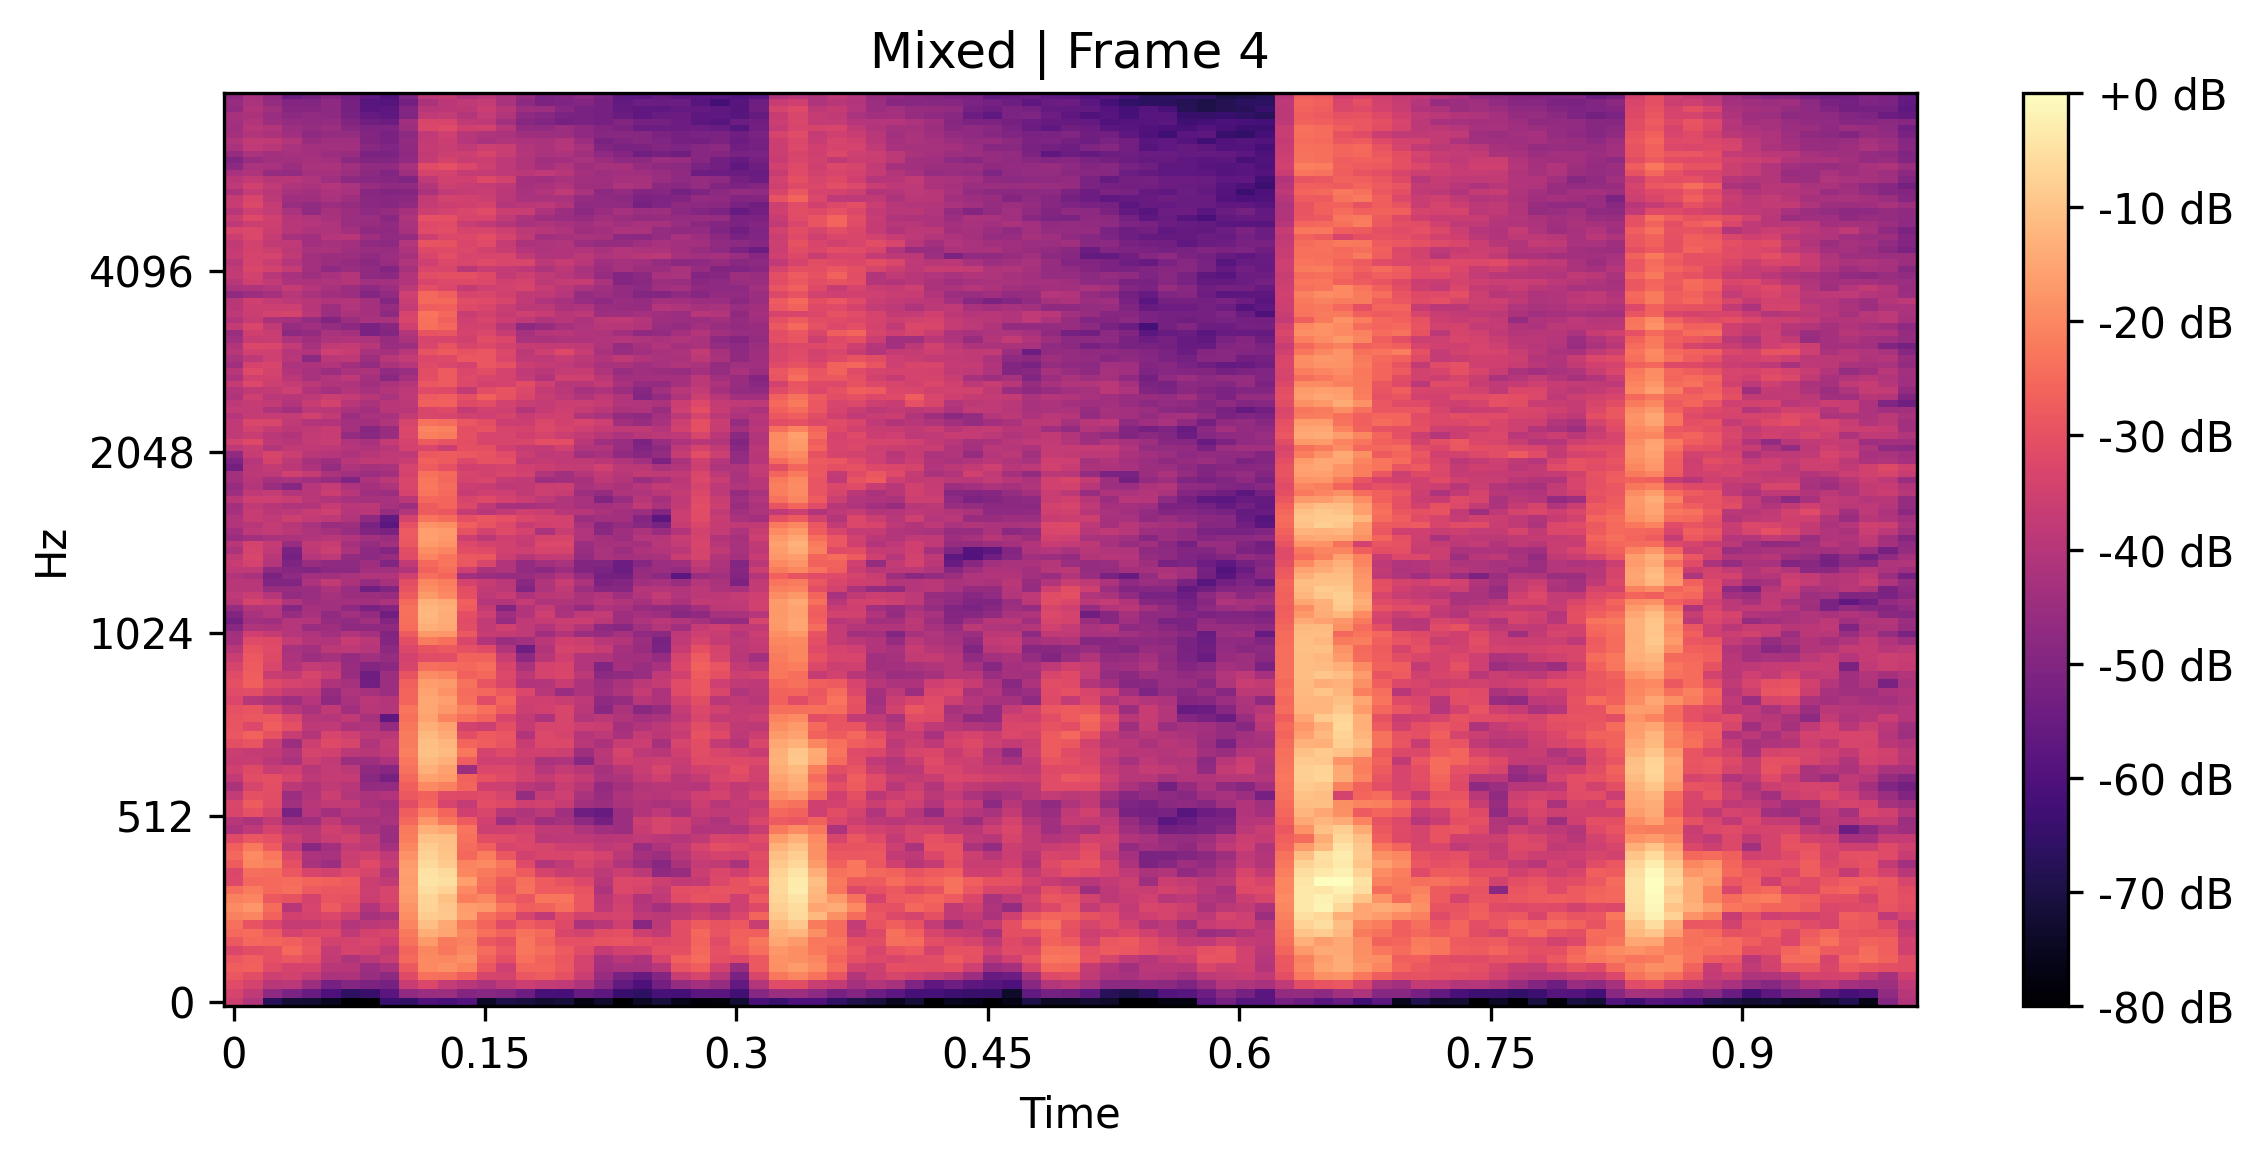 Mixed | Frame 4
Hz
4096
2048
1024
512
0
0 0.15 0.3 0.45 0.6 0.75 0.9
Time
+0 dB
-10 dB
-20 dB
-30 dB
-40 dB
-50 dB
-60 dB
-70 dB
-80 dB